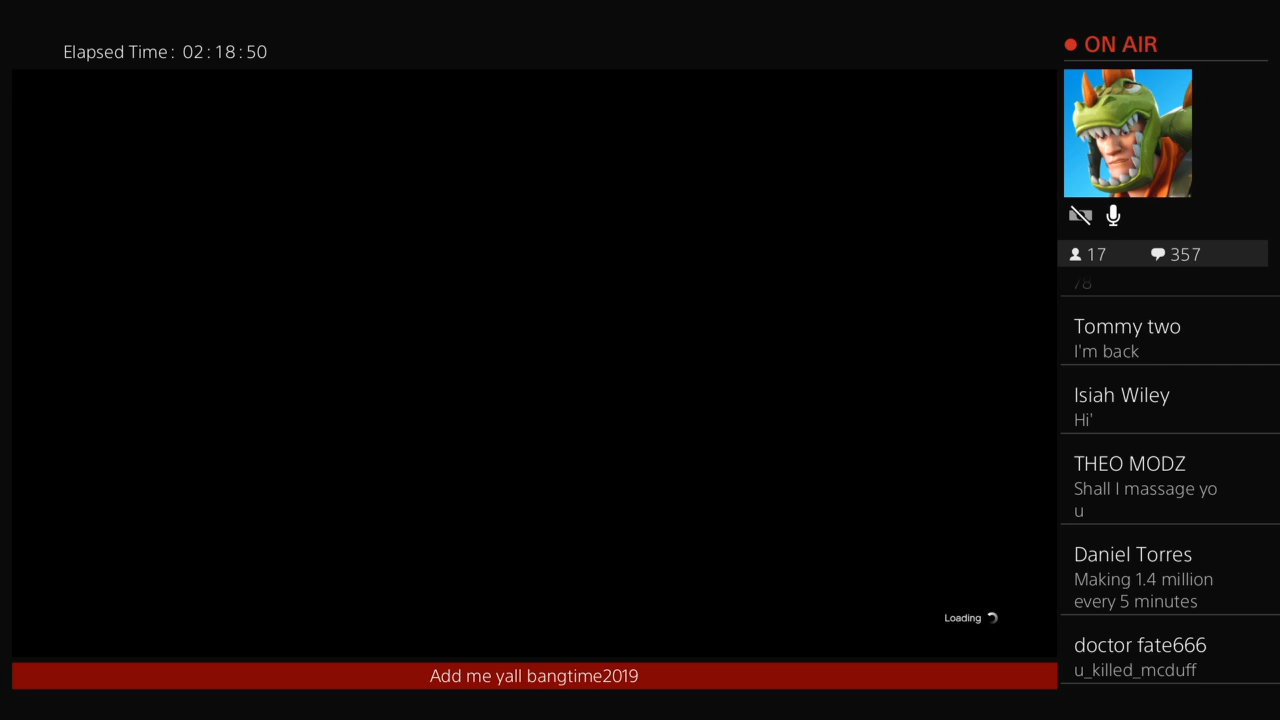 Elapsed Time: 02:18:50
ON AIR
17 357
78
Tommy two
I'm back
Isiah Wiley
Hi'
THEO MODZ
Shall I massage yo
u
Daniel Torres
Making 1.4 million
every 5 minutes
Loading
doctor fate666
u_killed_mcduff
Add me yall bangtime2019